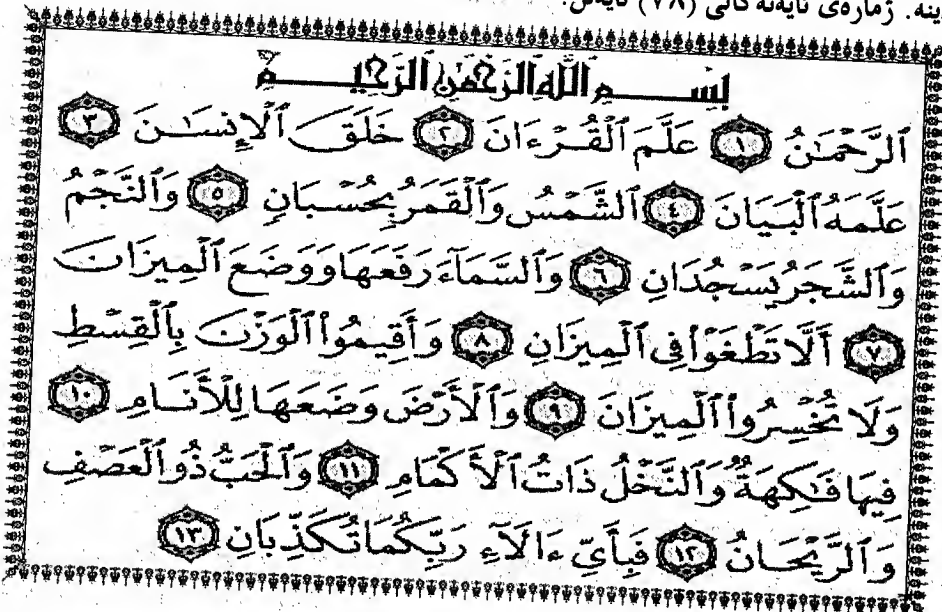 ینە. ژمارەی ئایەتەکانی (٧٨) ئایەتن.
بِسْمِ ٱللَّهِ ٱلرَّحْمَٰنِ ٱلرَّحِيمِ
ٱلرَّحْمَٰنُ ١ عَلَّمَ ٱلْقُرْءَانَ ٢ خَلَقَ ٱلْإِنسَٰنَ ٣
عَلَّمَهُ ٱلْبَيَانَ ٤ ٱلشَّمْسُ وَٱلْقَمَرُ بِحُسْبَانٍ ٥ وَٱلنَّجْمُ
وَٱلشَّجَرُ يَسْجُدَانِ ٦ وَٱلسَّمَآءَ رَفَعَهَا وَوَضَعَ ٱلْمِيزَانَ
٧ أَلَّا تَطْغَوْا۟ فِى ٱلْمِيزَانِ ٨ وَأَقِيمُوا۟ ٱلْوَزْنَ بِٱلْقِسْطِ
وَلَا تُخْسِرُوا۟ ٱلْمِيزَانَ ٩ وَٱلْأَرْضَ وَضَعَهَا لِلْأَنَامِ ١٠
فِيهَا فَٰكِهَةٌ وَٱلنَّخْلُ ذَاتُ ٱلْأَكْمَامِ ١١ وَٱلْحَبُّ ذُو ٱلْعَصْفِ
وَٱلرَّيْحَانُ ١٢ فَبِأَىِّ ءَالَآءِ رَبِّكُمَا تُكَذِّبَانِ ١٣